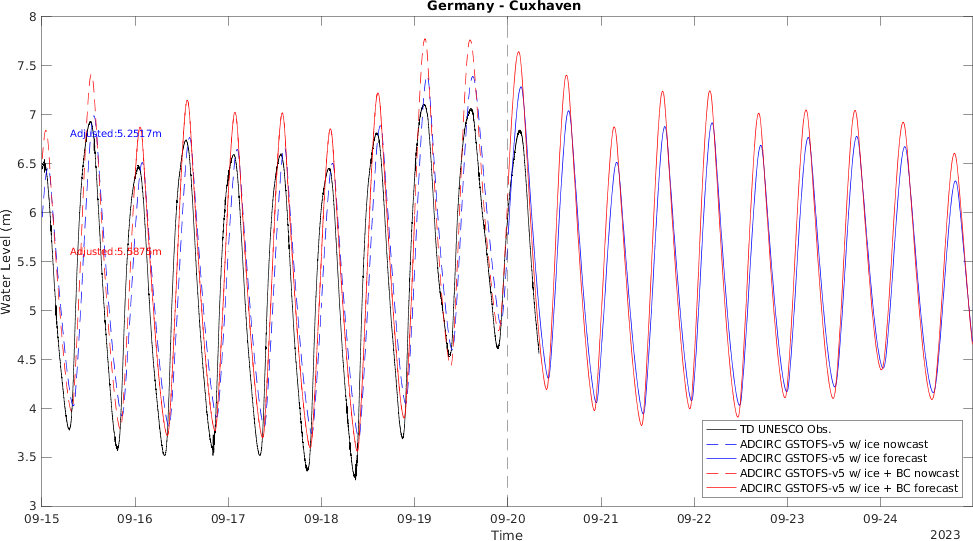 Germany - Cuxhaven
8
7.5
7
6.5
6
5.5
5
4.5
4
3.5
3
Water Level (m)
Adjusted:5.2517m
Adjusted:5.5875m
TD UNESCO Obs.
ADCIRC GSTOFS-v5 w/ ice nowcast
ADCIRC GSTOFS-v5 w/ ice forecast
ADCIRC GSTOFS-v5 w/ ice + BC nowcast
ADCIRC GSTOFS-v5 w/ ice + BC forecast
09-15 09-16 09-17 09-18 09-19 09-20 09-21 09-22 09-23 09-24
Time
2023